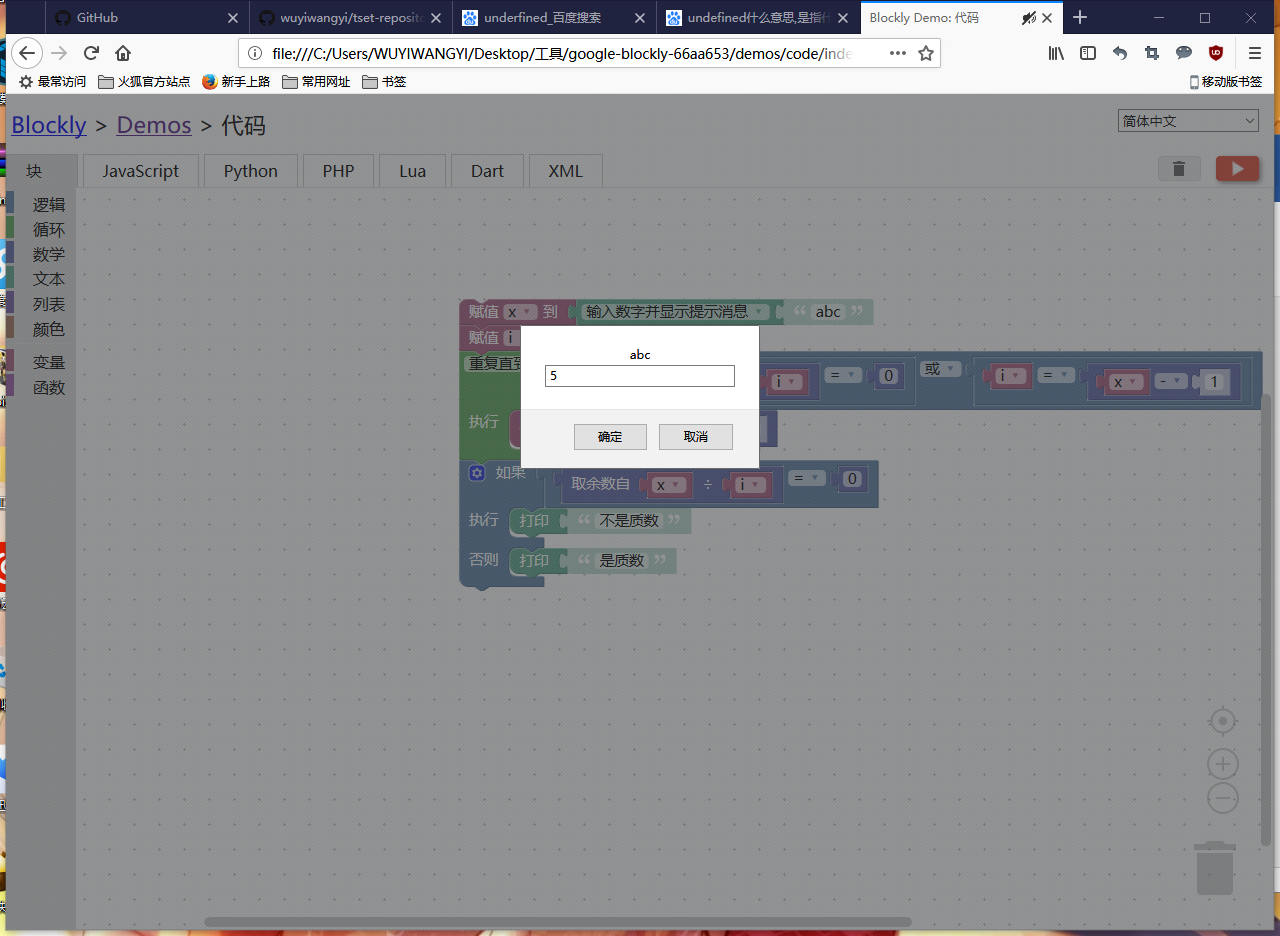 GitHub
wuyiwangyi/tset-reposito
underfined_百度搜索
undefined什么意思,是指什
Blockly Demo: 代码
file:///C:/Users/WUYIWANGYI/Desktop/工具/google-blockly-66aa653/demos/code/inde
最常访问 火狐官方站点 新手上路 常用网址 书签 移动版书签
Blockly > Demos > 代码
简体中文
块 JavaScript Python PHP Lua Dart XML
逻辑
循环
数学
文本
列表
颜色
变量
函数
赋值 x 到 输入数字并显示提示消息 “ abc ”
赋值 i
重复直到 i = 0 或 i = x - 1
执行
如果 取余数自 x ÷ i = 0
执行 打印 “ 不是质数 ”
否则 打印 “ 是质数 ”
abc
5
确定 取消